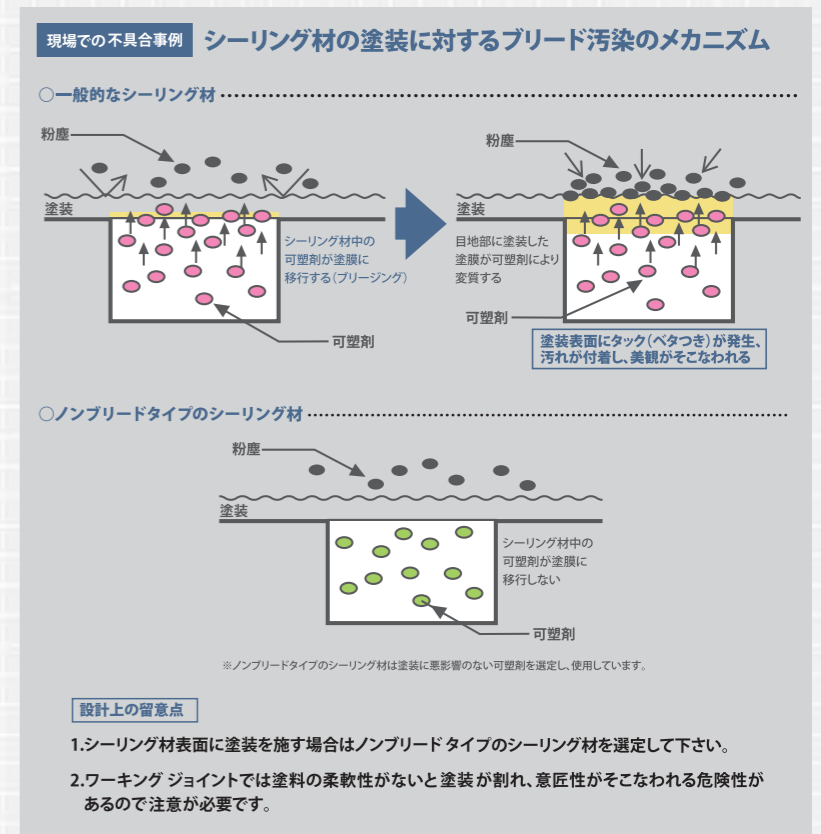 現場での不具合事例
シーリング材の塗装に対するブリード汚染のメカニズム
○一般的なシーリング材
粉塵
塗装
シーリング材中の
可塑剤が塗膜に
移行する（ブリージング）
可塑剤
粉塵
塗装
目地部に塗装した
塗膜が可塑剤により
変質する
可塑剤
塗装表面にタック（ベタつき）が発生、
汚れが付着し、美観がそこなわれる
○ノンブリードタイプのシーリング材
粉塵
塗装
シーリング材中の
可塑剤が塗膜に
移行しない
可塑剤
※ノンブリードタイプのシーリング材は塗装に悪影響のない可塑剤を選定し、使用しています。
設計上の留意点
1.シーリング材表面に塗装を施す場合はノンブリードタイプのシーリング材を選定して下さい。
2.ワーキングジョイントでは塗料の柔軟性がないと塗装が割れ、意匠性がそこなわれる危険性が
あるので注意が必要です。